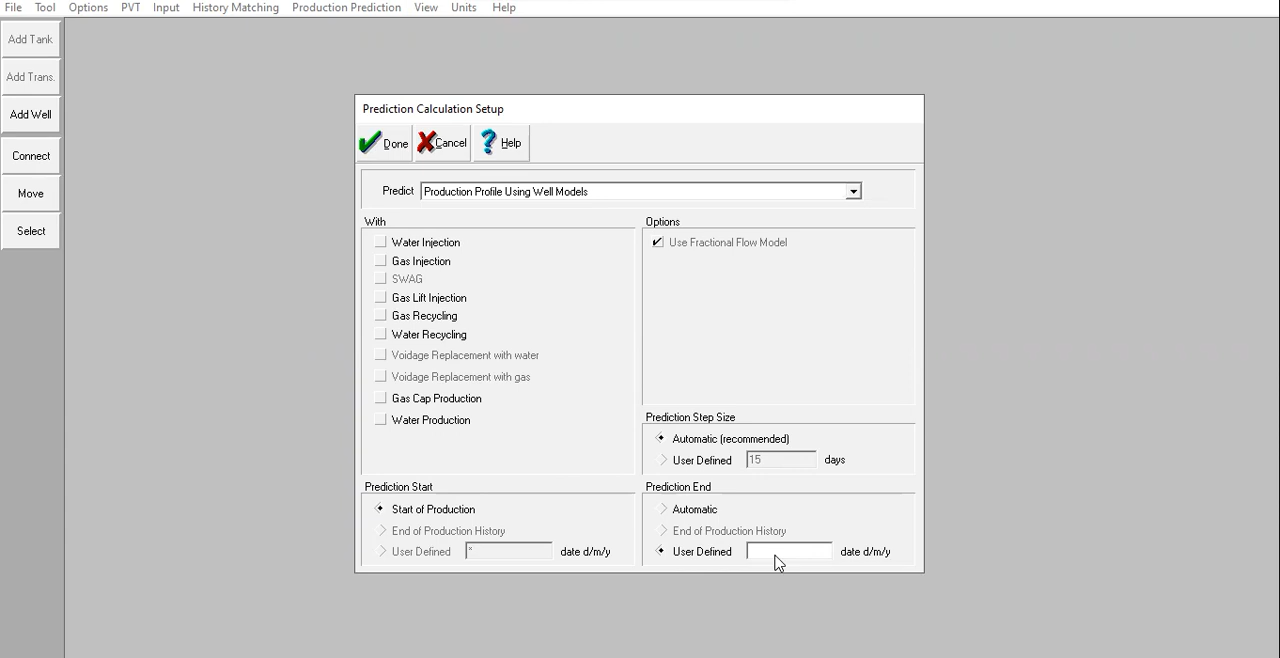 File Tool Options PVT Input History Matching Production Prediction View Units Help
Add Tank
Add Trans.
Add Well
Connect
Move
Select
Prediction Calculation Setup
Done Cancel Help
Predict Production Profile Using Well Models
With
Water Injection
Gas Injection
SWAG
Gas Lift Injection
Gas Recycling
Water Recycling
Voidage Replacement with water
Voidage Replacement with gas
Gas Cap Production
Water Production
Options
Use Fractional Flow Model
Prediction Step Size
Automatic (recommended)
User Defined 15 days
Prediction Start
Start of Production
End of Production History
User Defined * date d/m/y
Prediction End
Automatic
End of Production History
User Defined date d/m/y